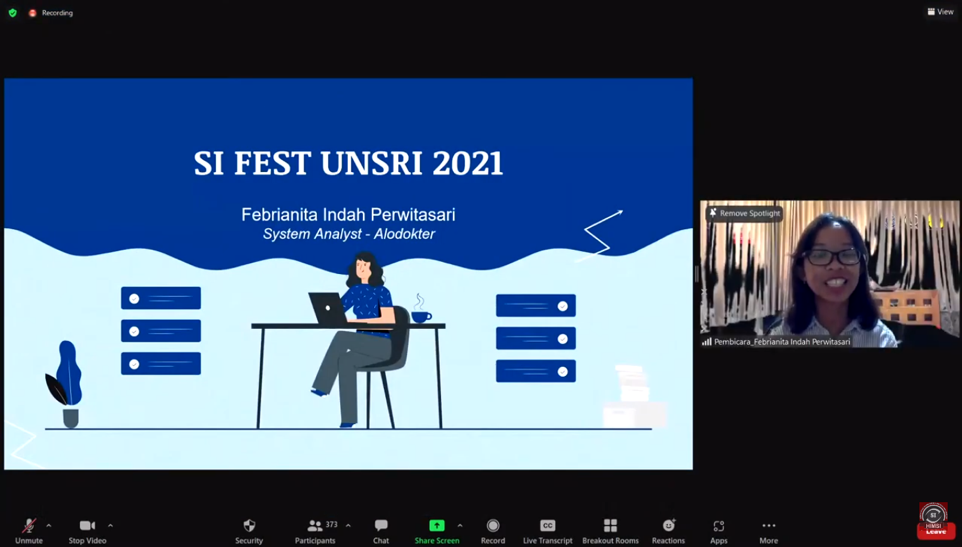 Recording
View
SI FEST UNSRI 2021
Febrianita Indah Perwitasari
System Analyst - Alodokter
Remove Spotlight
Pembicara_Febrianita Indah Perwitasari
Unmute
Stop Video
Security
Participants
373
Chat
Share Screen
Record
CC
Live Transcript
Breakout Rooms
Reactions
Apps
More
SI
HIMSI
Leave